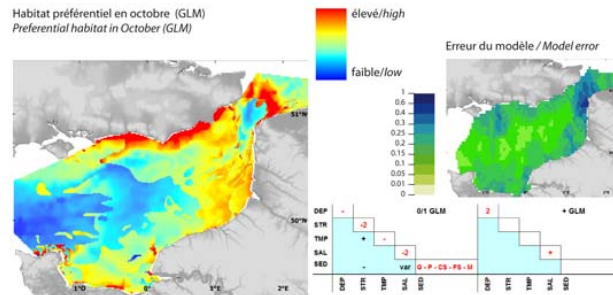 Habitat préférentiel en octobre (GLM)
Preferential habitat in October (GLM)
élevé/high
faible/low
Erreur du modèle / Model error
51°N
50°N
1°O
0°
1°E
2°E
1
0.5
0.4
0.3
0.25
0.2
0.15
0.1
0.05
0.01
0
DEP - 0/1 GLM 2 + GLM
STR -2
TMP + -
SAL -2 +
SED - var G - P - CS - FS - M SED
DEP STR TMP SAL SED DEP STR TMP SAL